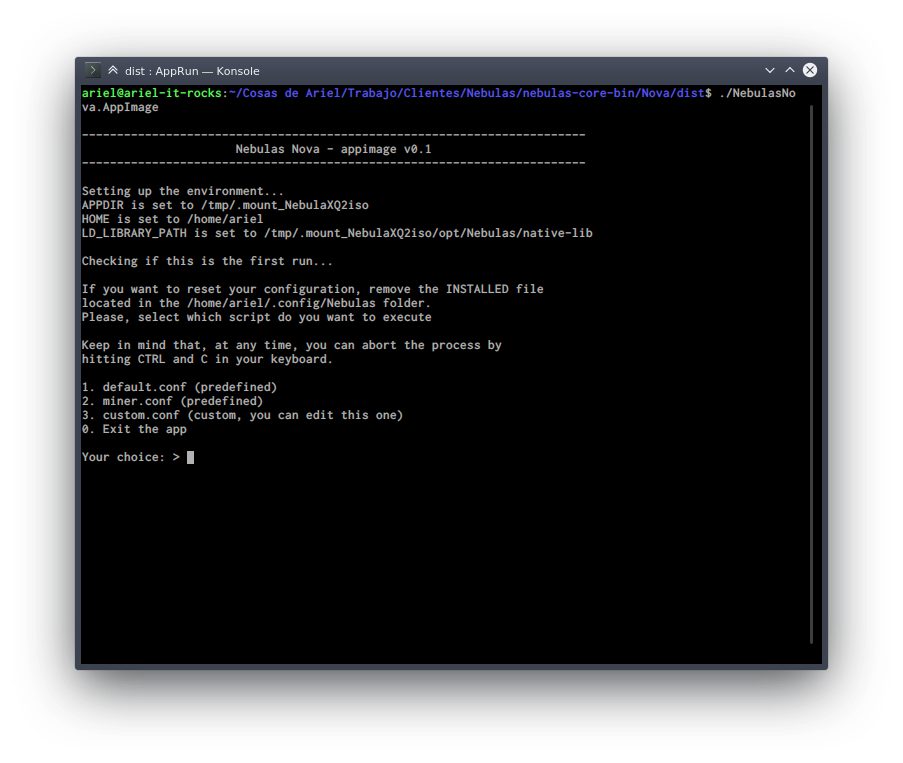 dist : AppRun — Konsole
ariel@ariel-it-rocks:~/Cosas de Ariel/Trabajo/Clientes/Nebulas/nebulas-core-bin/Nova/dist$ ./NebulasNo
va.AppImage
------------------------------------------------------------------------
Nebulas Nova - appimage v0.1
------------------------------------------------------------------------
Setting up the environment...
APPDIR is set to /tmp/.mount_NebulaXQ2iso
HOME is set to /home/ariel
LD_LIBRARY_PATH is set to /tmp/.mount_NebulaXQ2iso/opt/Nebulas/native-lib
Checking if this is the first run...
If you want to reset your configuration, remove the INSTALLED file
located in the /home/ariel/.config/Nebulas folder.
Please, select which script do you want to execute
Keep in mind that, at any time, you can abort the process by
hitting CTRL and C in your keyboard.
1. default.conf (predefined)
2. miner.conf (predefined)
3. custom.conf (custom, you can edit this one)
0. Exit the app
Your choice: >